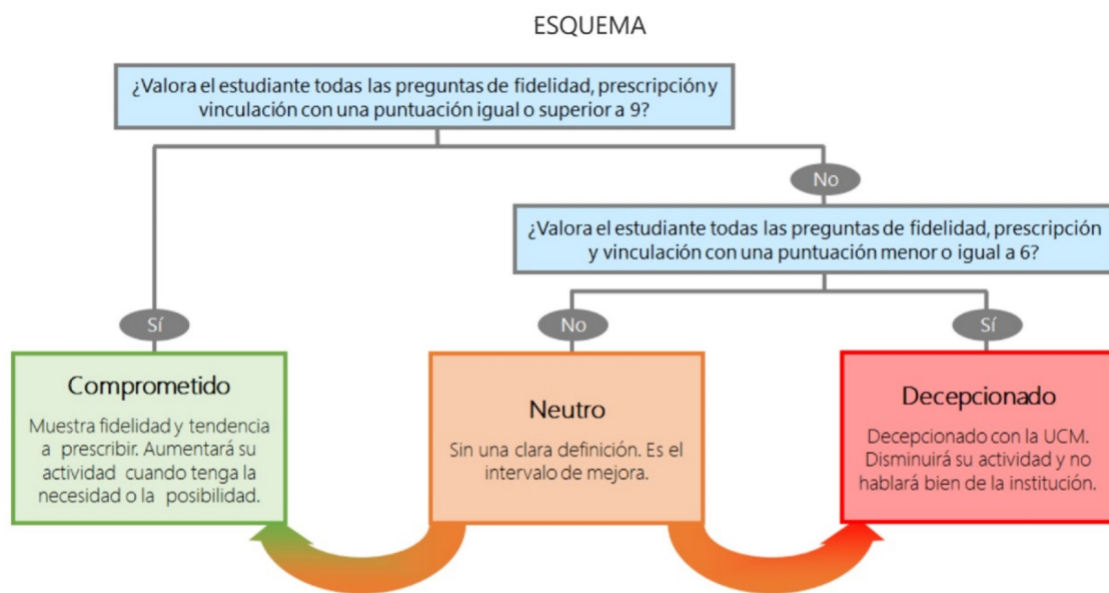 ESQUEMA
¿Valora el estudiante todas las preguntas de fidelidad, prescripción y
vinculación con una puntuación igual o superior a 9?
No
¿Valora el estudiante todas las preguntas de fidelidad, prescripción
y vinculación con una puntuación menor o igual a 6?
Sí
No
Sí
Comprometido
Muestra fidelidad y tendencia
a prescribir. Aumentará su
actividad cuando tenga la
necesidad o la posibilidad.
Neutro
Sin una clara definición. Es el
intervalo de mejora.
Decepcionado
Decepcionado con la UCM.
Disminuirá su actividad y no
hablará bien de la institución.